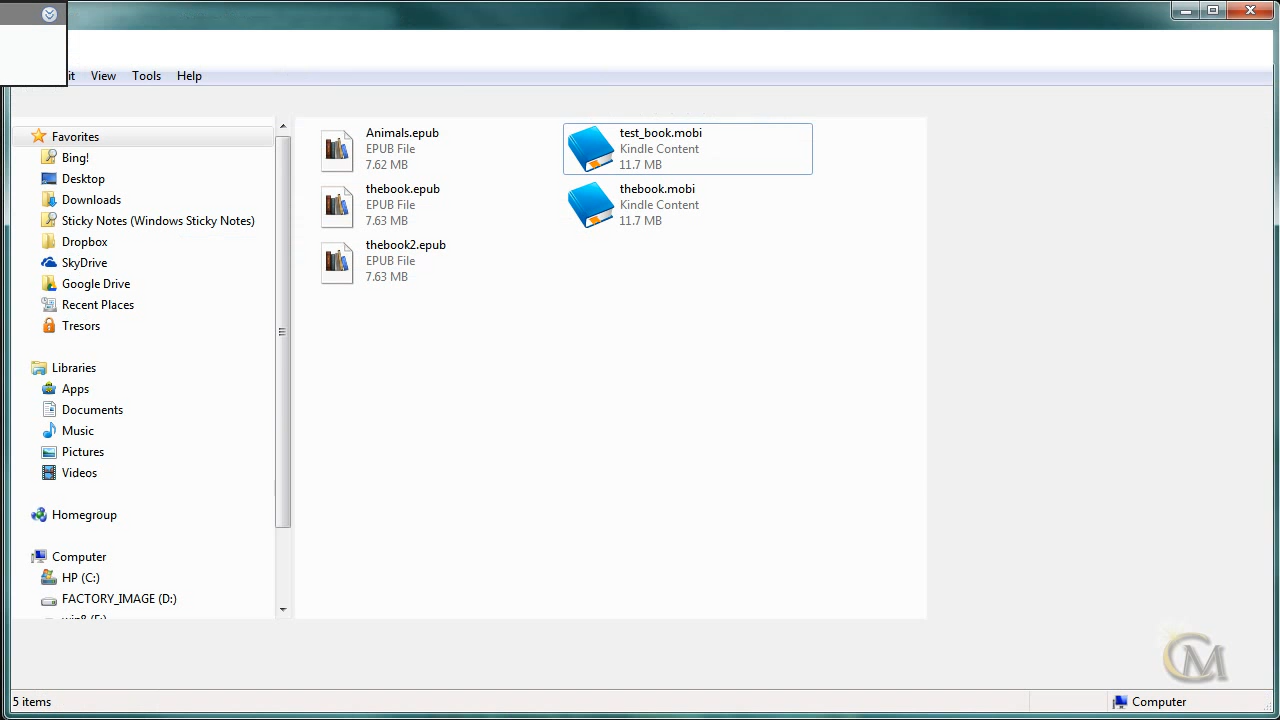 it View Tools Help
Favorites
Bing!
Desktop
Downloads
Sticky Notes (Windows Sticky Notes)
Dropbox
SkyDrive
Google Drive
Recent Places
Tresors
Libraries
Apps
Documents
Music
Pictures
Videos
Homegroup
Computer
HP (C:)
FACTORY_IMAGE (D:)
Animals.epub
EPUB File
7.62 MB
thebook.epub
EPUB File
7.63 MB
thebook2.epub
EPUB File
7.63 MB
test_book.mobi
Kindle Content
11.7 MB
thebook.mobi
Kindle Content
11.7 MB
CM
5 items
Computer